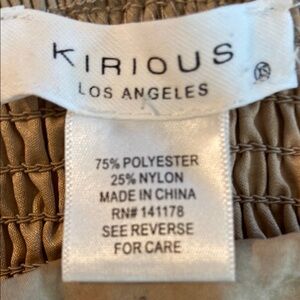 KIRIOUS
LOS ANGELES
75% POLYESTER
25% NYLON
MADE IN CHINA
RN# 141178
SEE REVERSE
FOR CARE